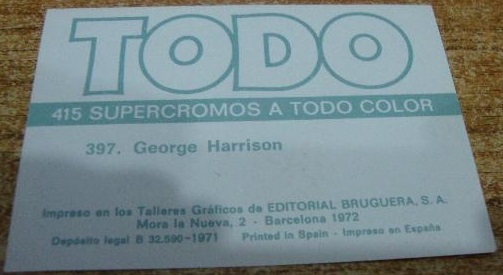 TODO
415 SUPERCROMOS A TODO COLOR
397. George Harrison
Impreso en los Talleres Gráficos de EDITORIAL BRUGUERA, S. A.
Mora la Nueva, 2 - Barcelona 1972
Depósito legal B 32.590-1971 Printed in Spain - Impreso en España